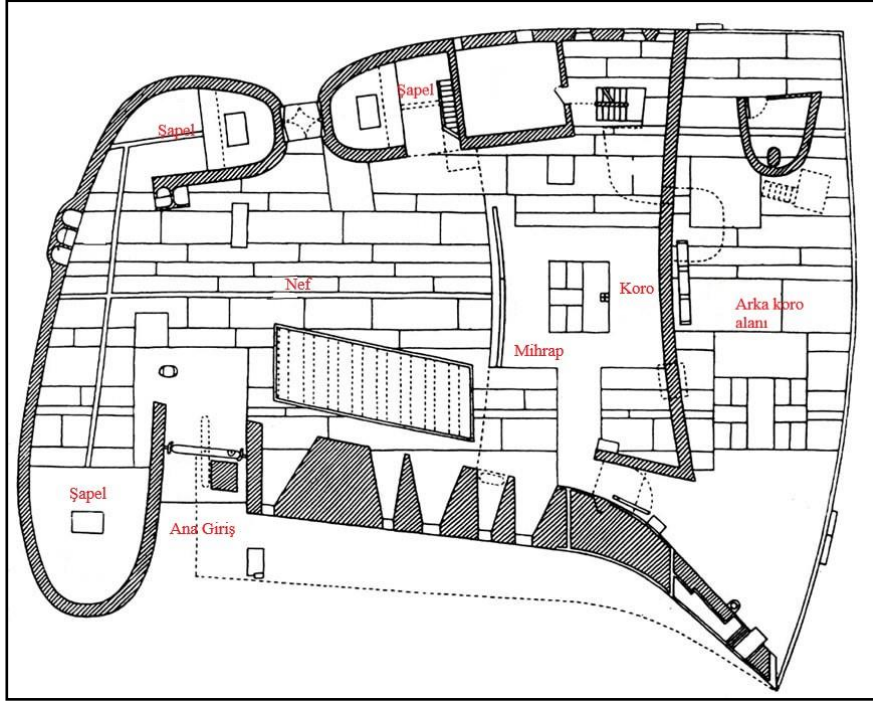 Şapel
Şapel
Nef
Koro
Arka koro
alanı
Mihrap
Şapel
Ana Giriş